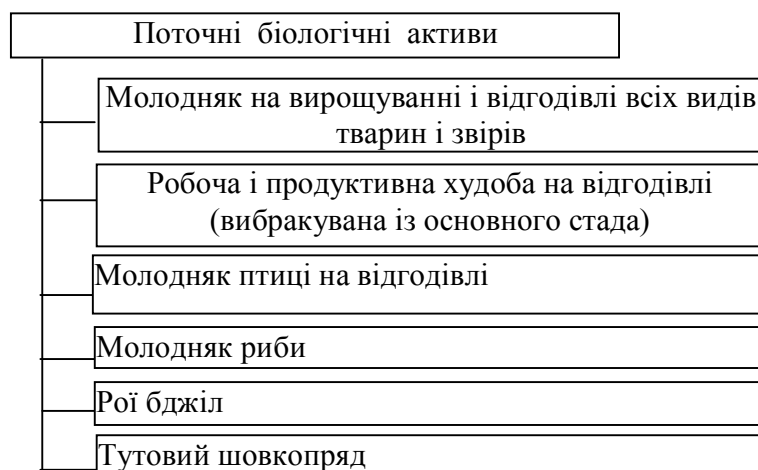 Поточні біологічні активи
Молодняк на вирощуванні і відгодівлі всіх видів
тварин і звірів
Робоча і продуктивна худоба на відгодівлі
(вибракувана із основного стада)
Молодняк птиці на відгодівлі
Молодняк риби
Рої бджіл
Тутовий шовкопряд